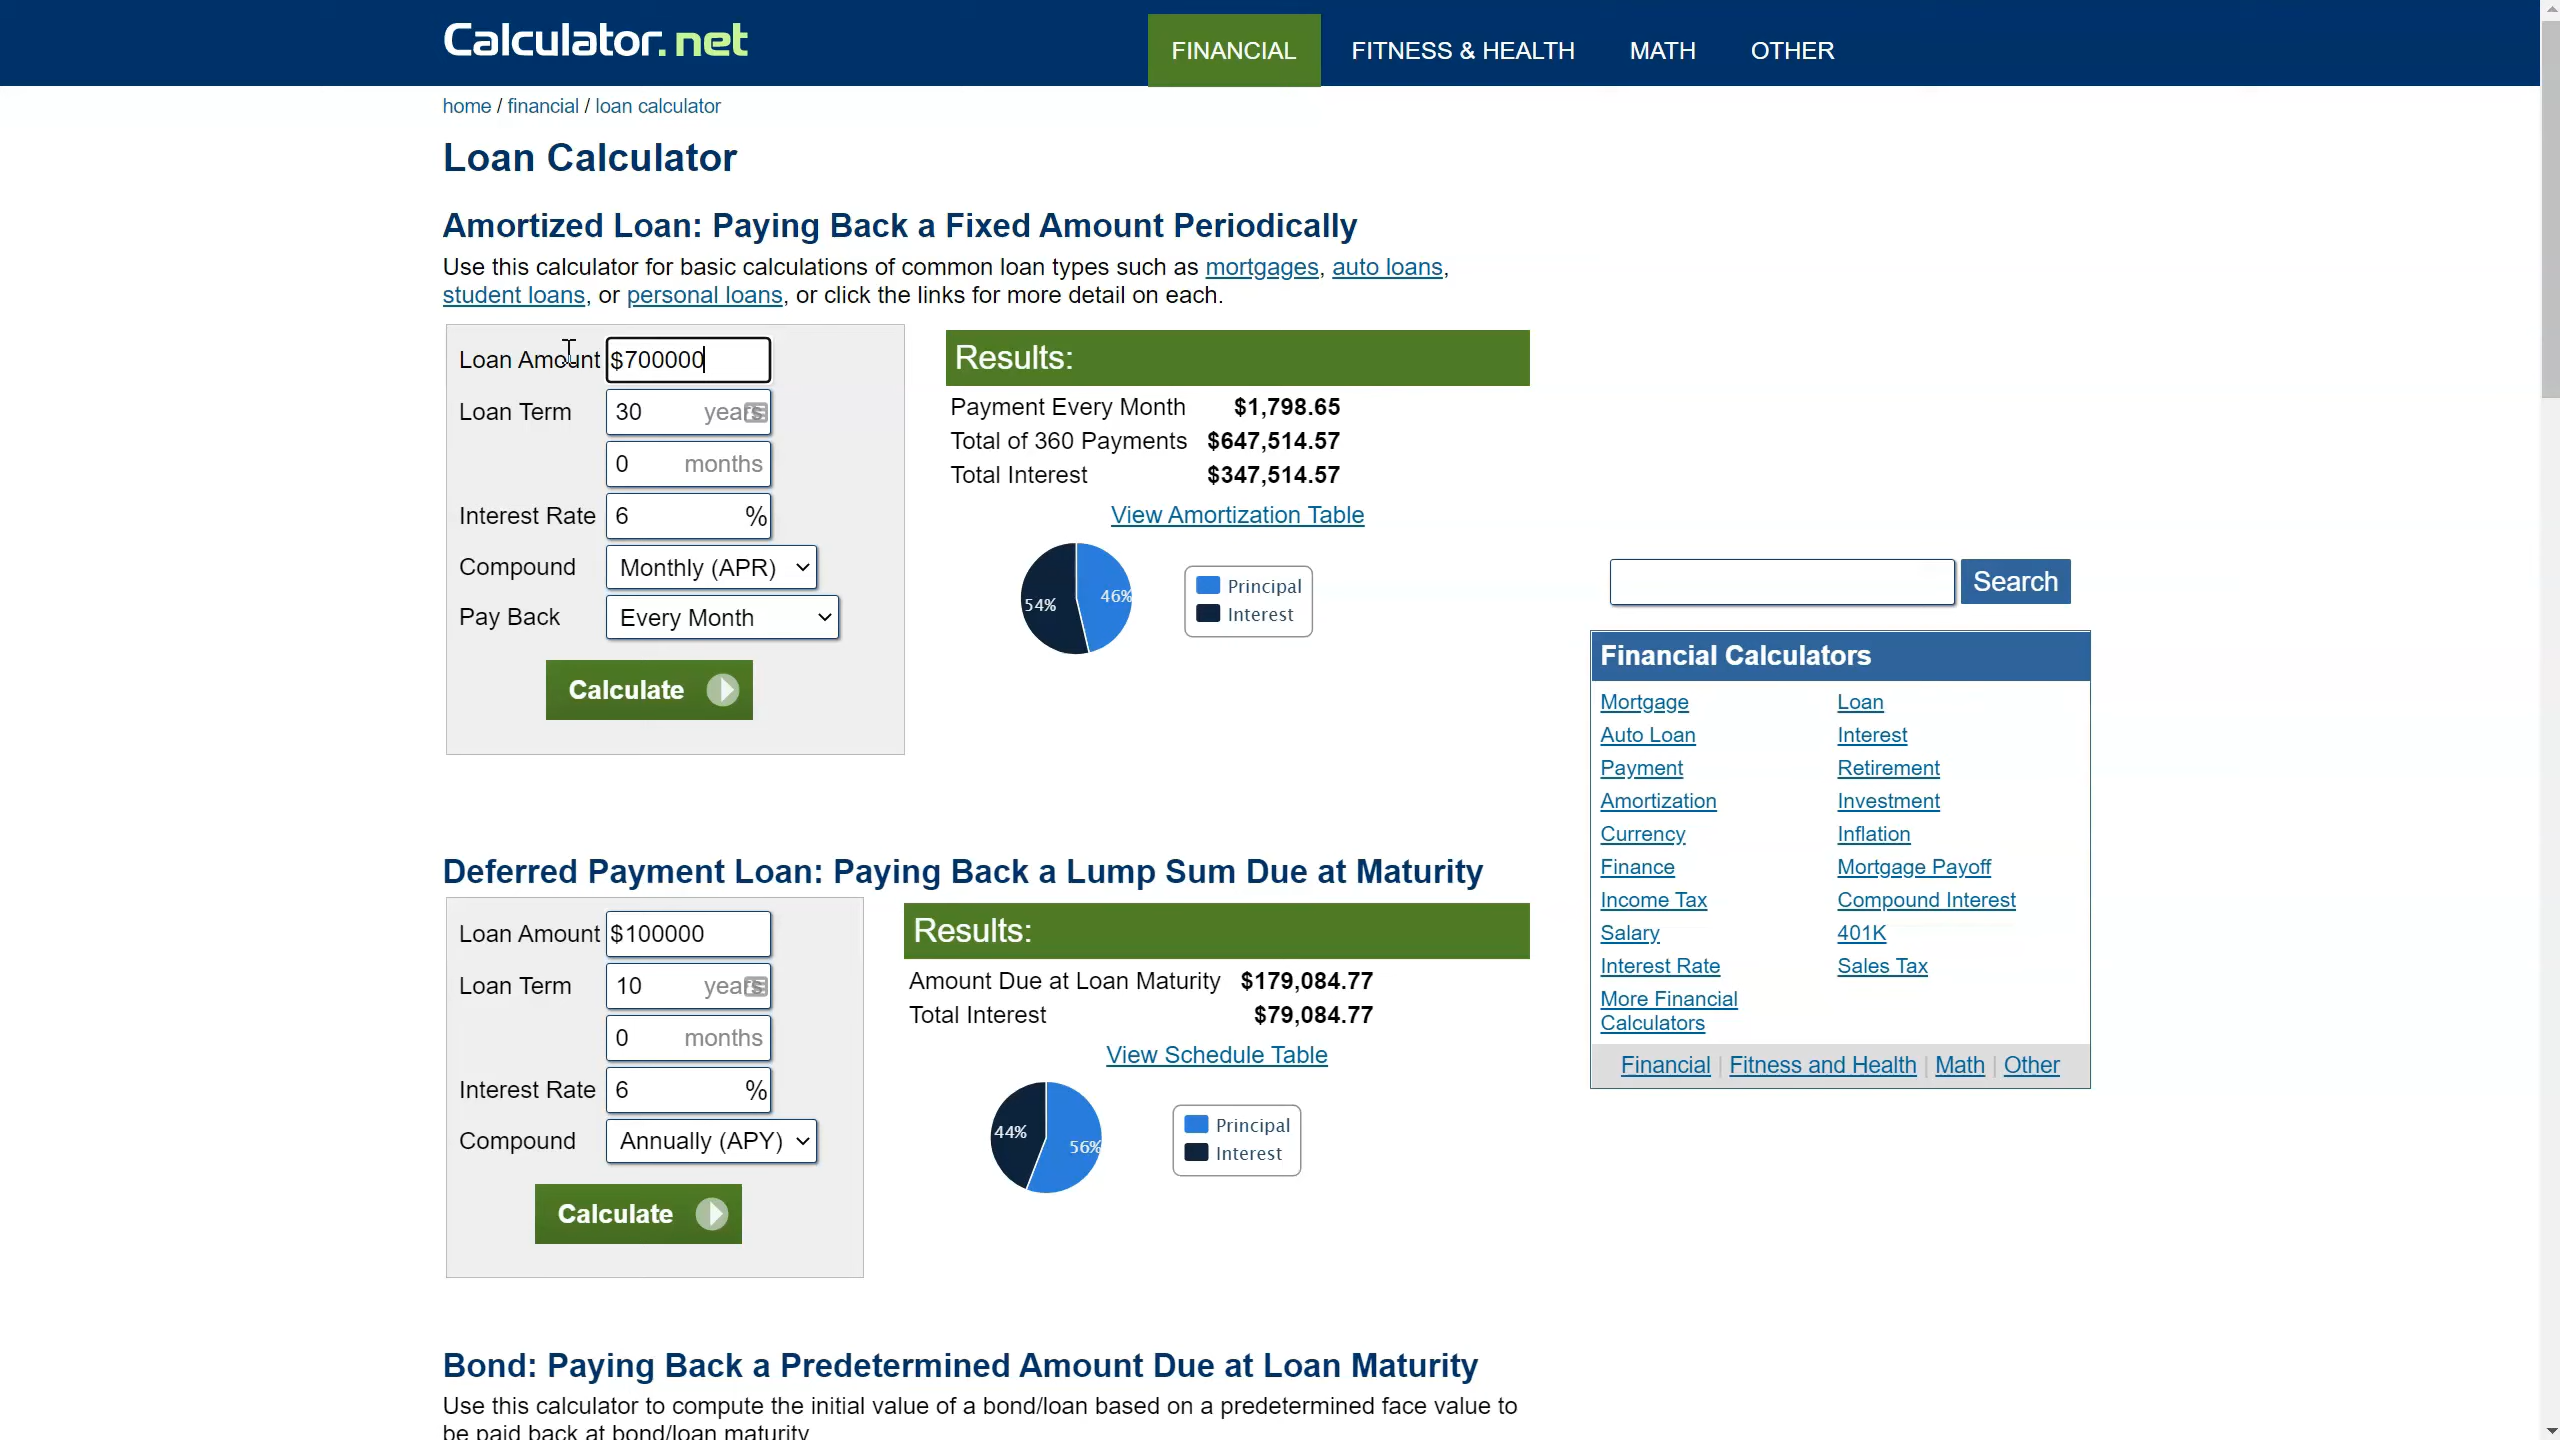 Calculator.net
FINANCIAL
FITNESS & HEALTH
MATH
OTHER
home / financial / loan calculator
Loan Calculator
Amortized Loan: Paying Back a Fixed Amount Periodically
Use this calculator for basic calculations of common loan types such as mortgages, auto loans,
student loans, or personal loans, or click the links for more detail on each.
Loan Amount $700000
Loan Term 30 years
0 months
Interest Rate 6 %
Compound Monthly (APR)
Pay Back Every Month
Calculate
Results:
Payment Every Month $1,798.65
Total of 360 Payments $647,514.57
Total Interest $347,514.57
View Amortization Table
54%
46%
Principal
Interest
Search
Financial Calculators
Mortgage Loan
Auto Loan Interest
Payment Retirement
Amortization Investment
Currency Inflation
Finance Mortgage Payoff
Income Tax Compound Interest
Salary 401K
Interest Rate Sales Tax
More Financial
Calculators
Financial | Fitness and Health | Math | Other
Deferred Payment Loan: Paying Back a Lump Sum Due at Maturity
Loan Amount $100000
Loan Term 10 years
0 months
Interest Rate 6 %
Compound Annually (APY)
Calculate
Results:
Amount Due at Loan Maturity $179,084.77
Total Interest $79,084.77
View Schedule Table
44%
56%
Principal
Interest
Bond: Paying Back a Predetermined Amount Due at Loan Maturity
Use this calculator to compute the initial value of a bond/loan based on a predetermined face value to
be paid back at bond/loan maturity